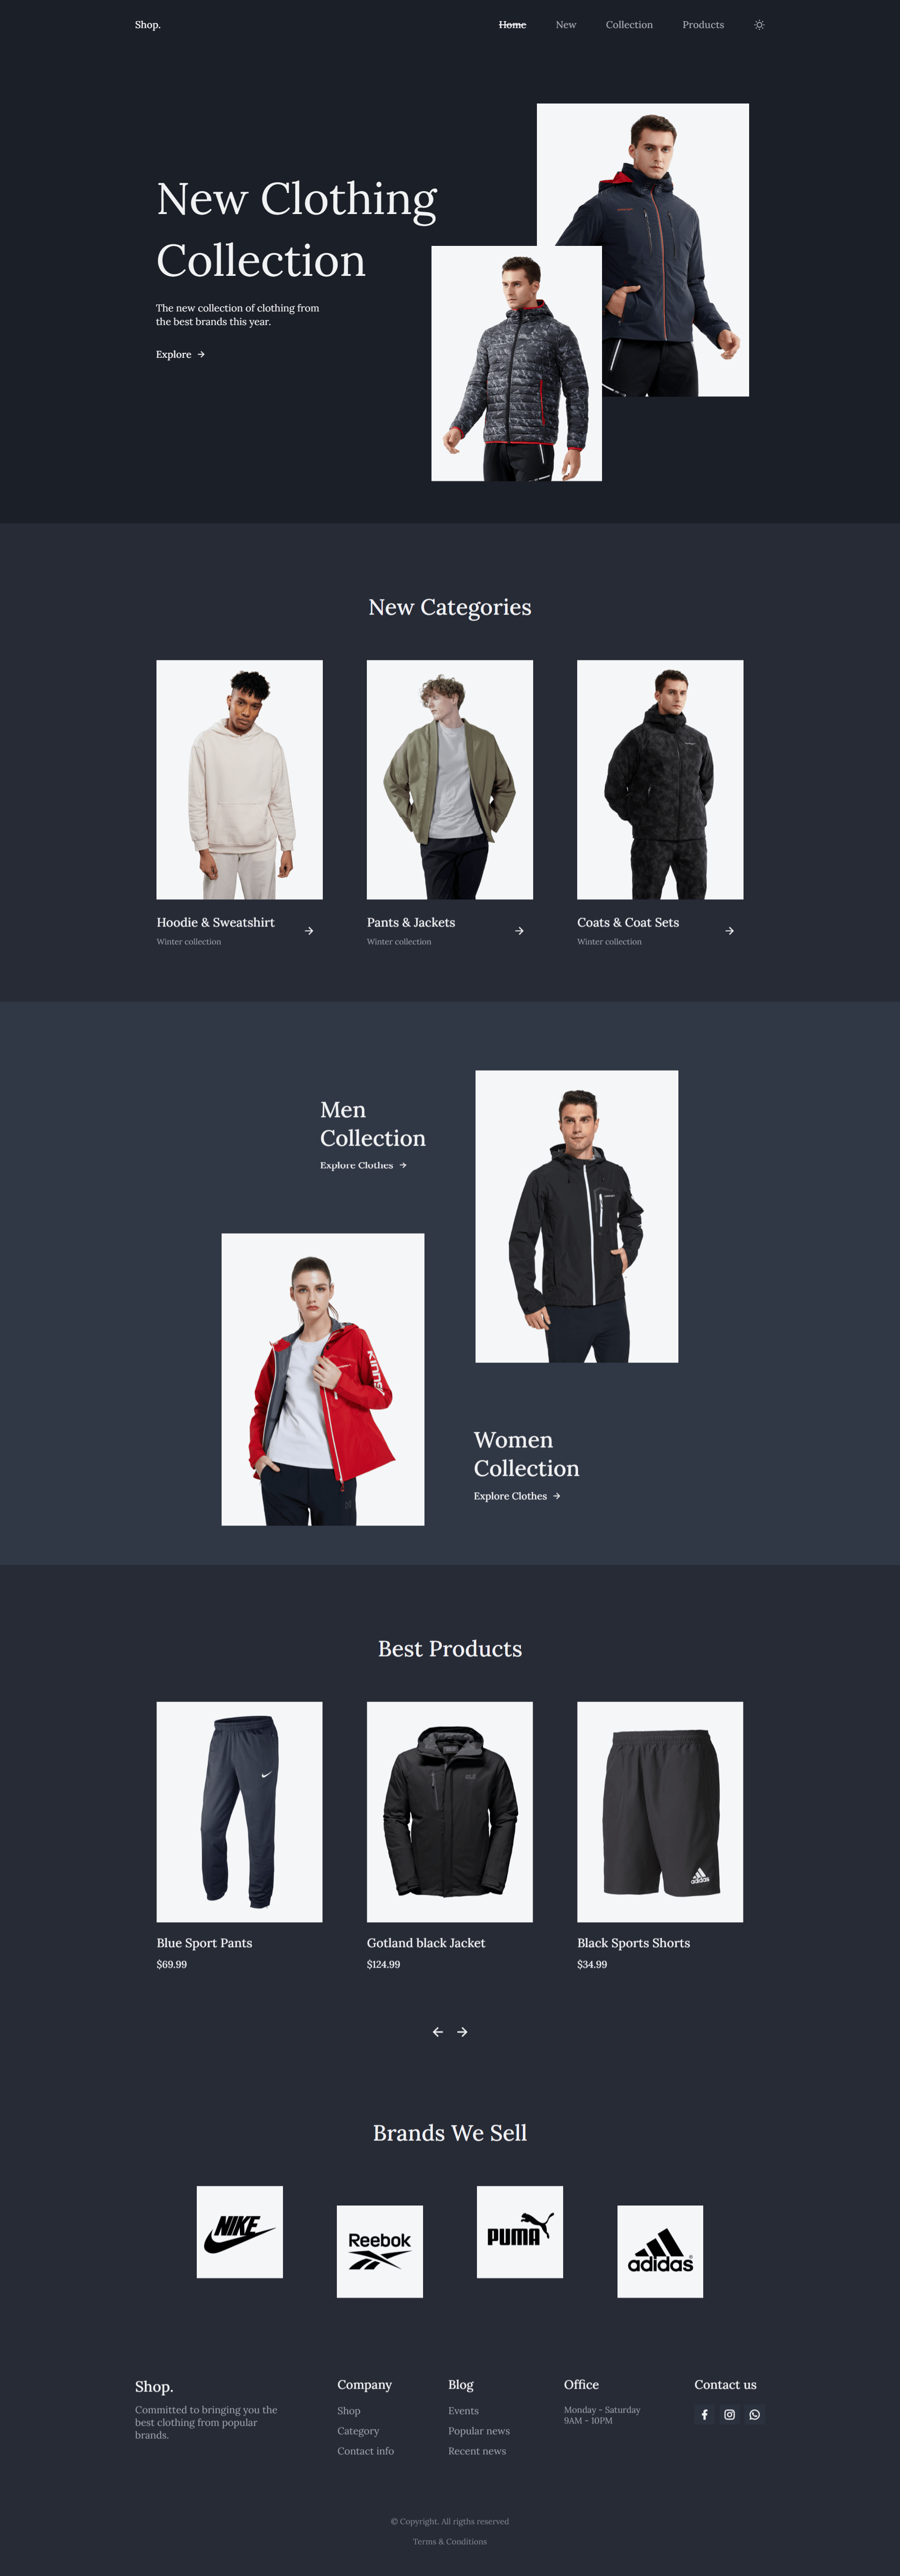 Shop.
Home
New
Collection
Products
New Clothing
Collection
The new collection of clothing from
the best brands this year.
Explore
New Categories
Hoodie & Sweatshirt
Winter collection
Pants & Jackets
Winter collection
Coats & Coat Sets
Winter collection
Men
Collection
Explore Clothes
Women
Collection
Explore Clothes
Best Products
adidas
Blue Sport Pants
$69.99
Gotland black Jacket
$124.99
Black Sports Shorts
$34.99
Brands We Sell
NIKE
Reebok
PUMA
adidas
Shop.
Committed to bringing you the
best clothing from popular
brands.
Company
Shop
Category
Contact info
Blog
Events
Popular news
Recent news
Office
Monday - Saturday
9AM - 10PM
Contact us
© Copyright. All rigths reserved
Terms & Conditions